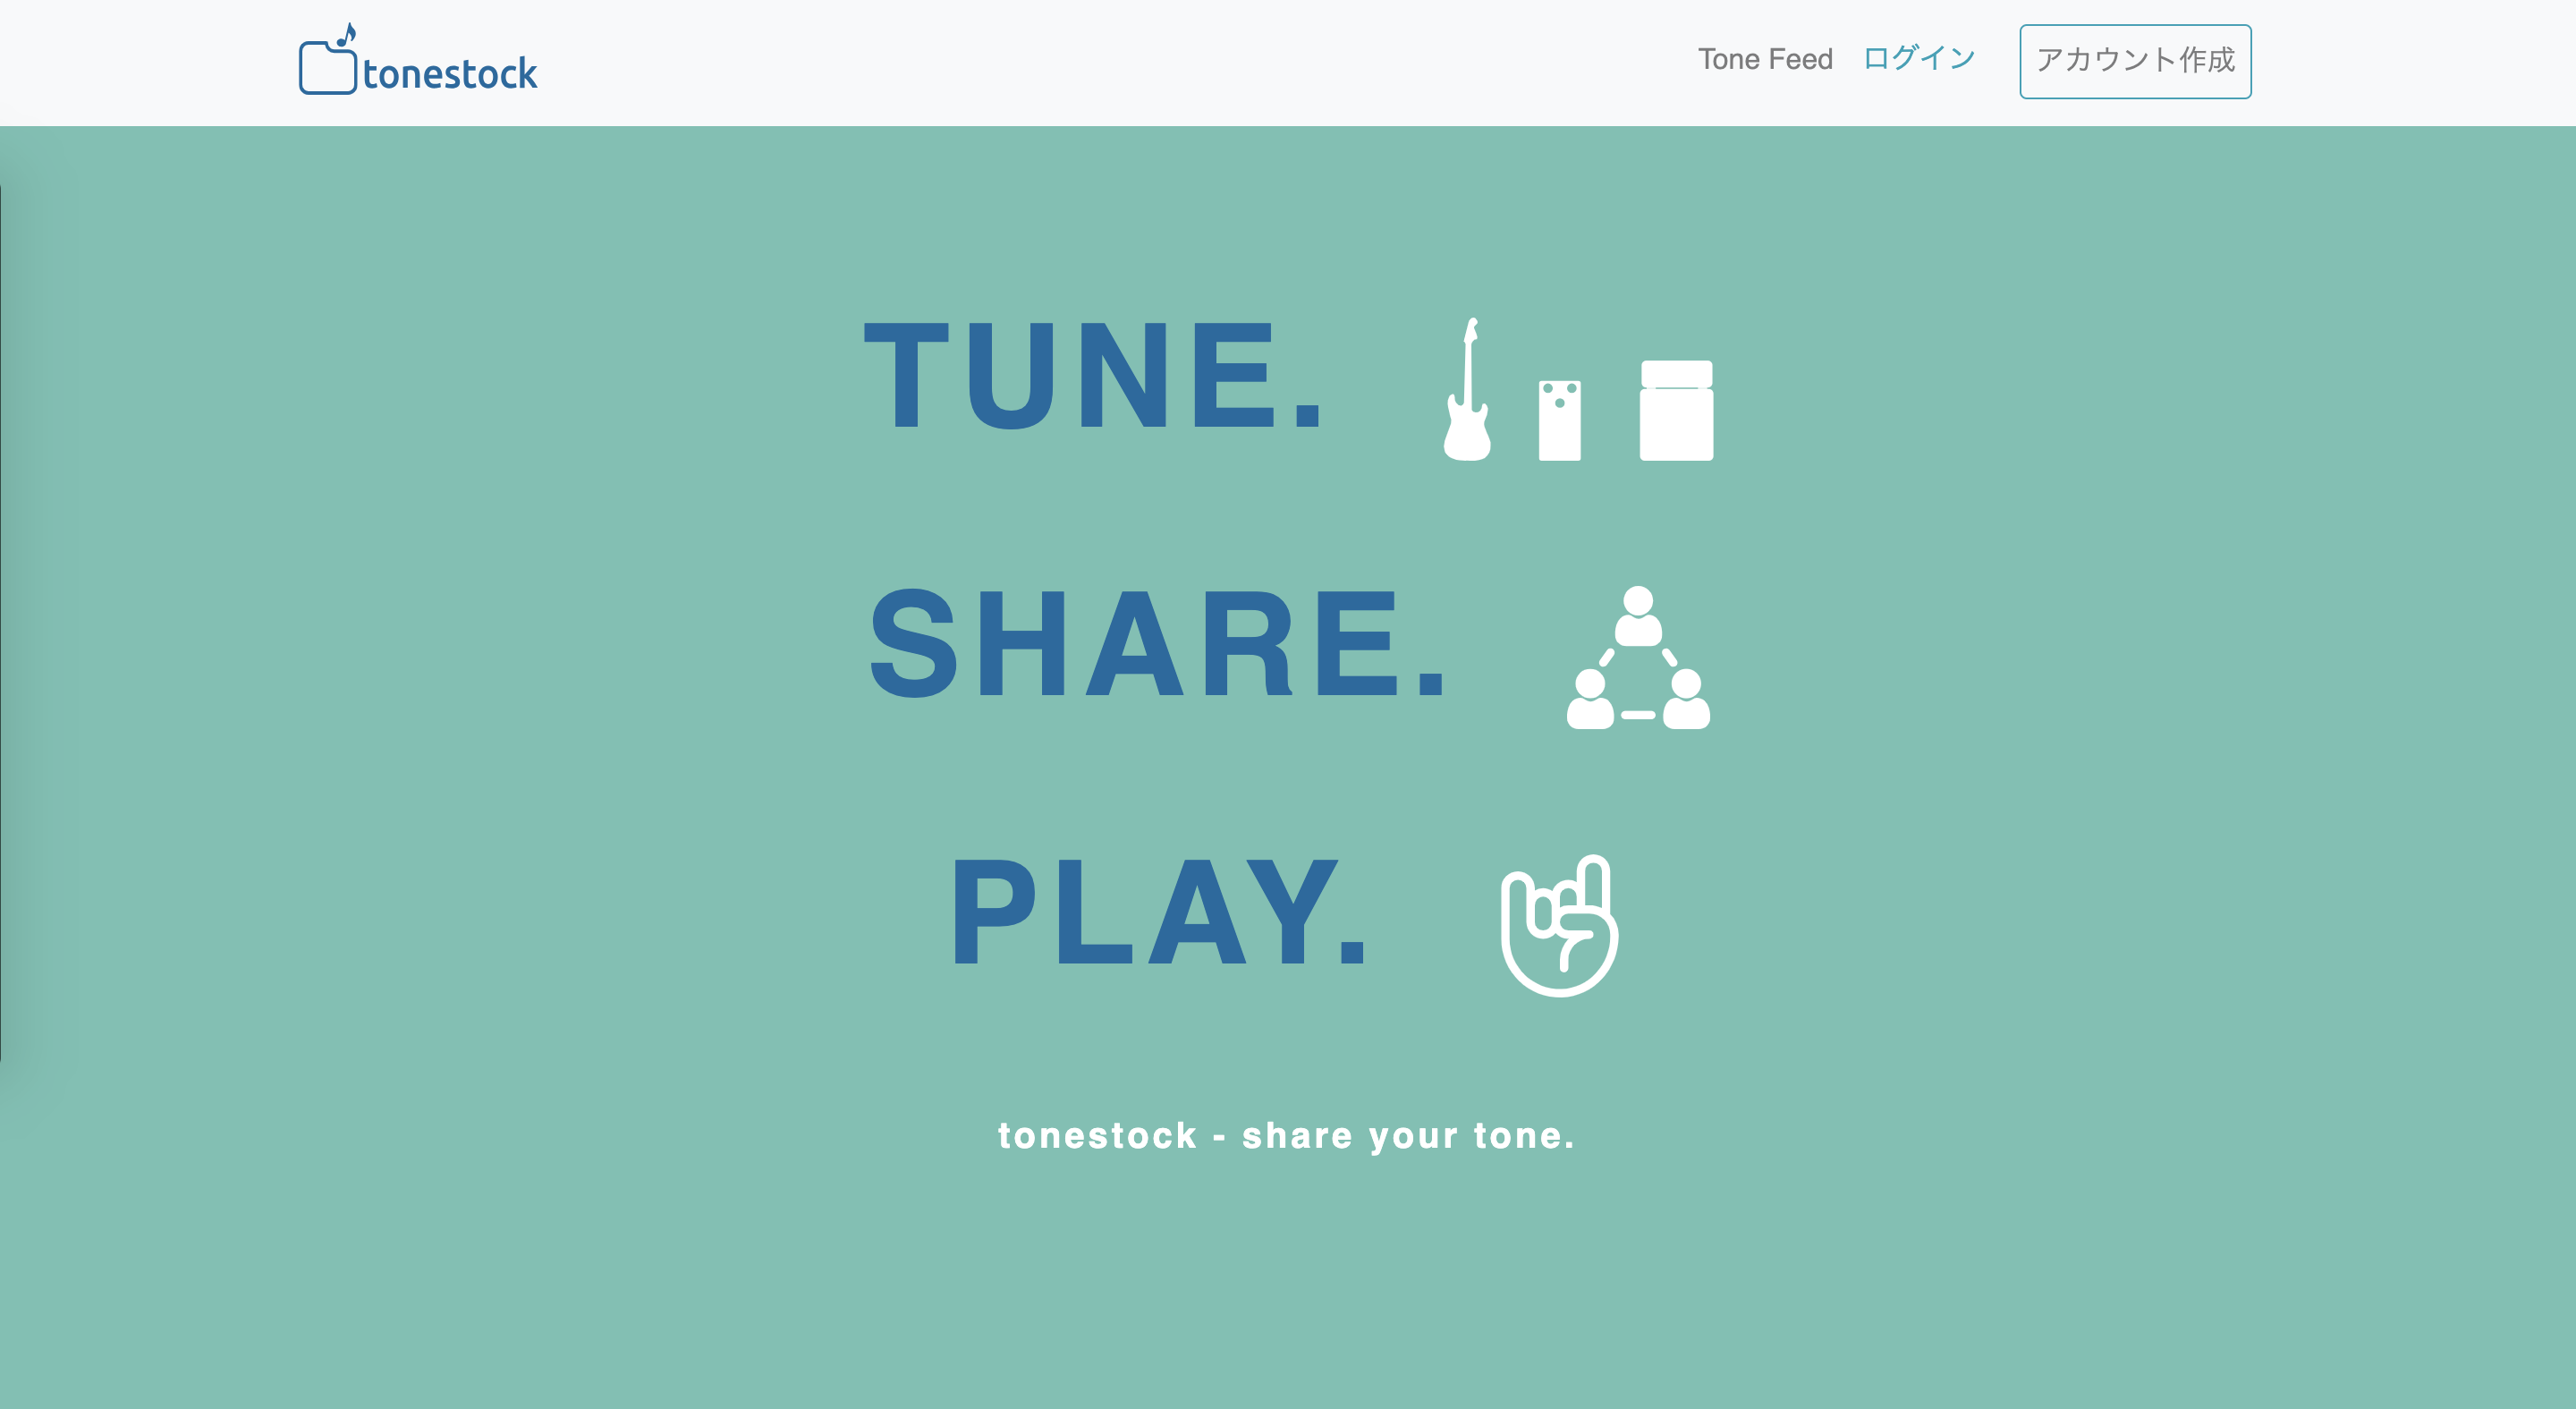 tonestock
Tone Feed ログイン アカウント作成
TUNE.
SHARE.
PLAY.
tonestock - share your tone.